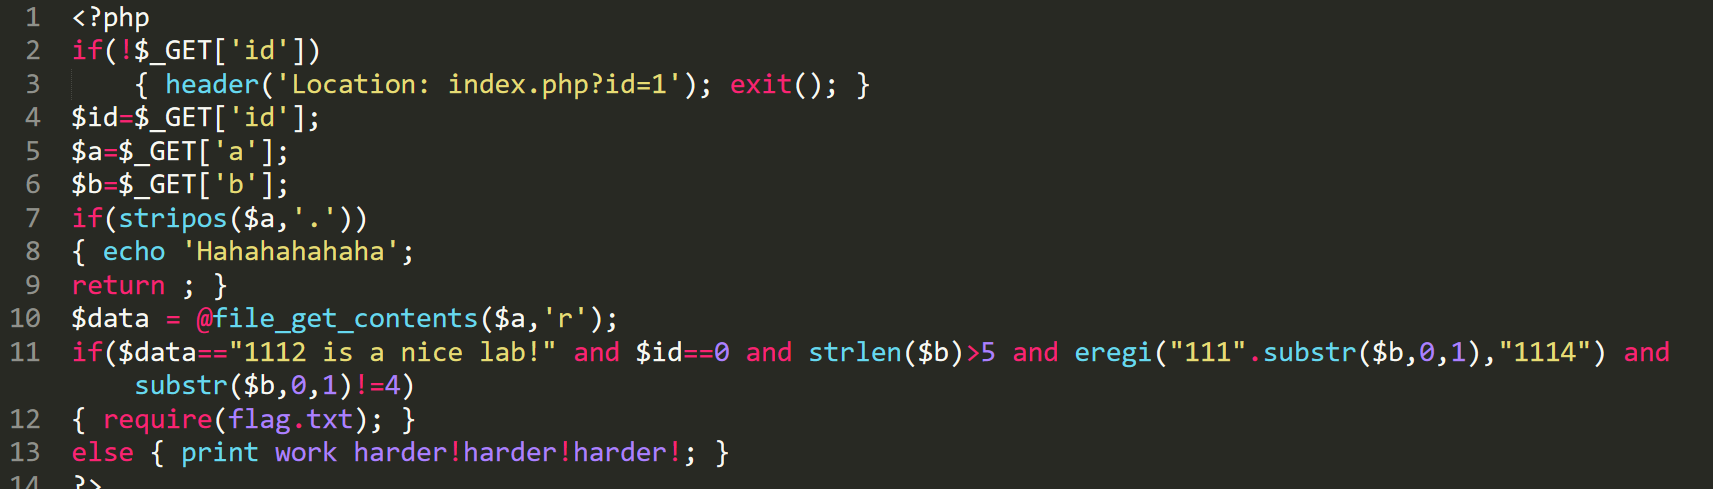 1 <?php
2 if(!$_GET['id'])
3 { header('Location: index.php?id=1'); exit(); }
4 $id=$_GET['id'];
5 $a=$_GET['a'];
6 $b=$_GET['b'];
7 if(stripos($a,'.'))
8 { echo 'Hahahahahaha';
9 return ; }
10 $data = @file_get_contents($a,'r');
11 if($data=="1112 is a nice lab!" and $id==0 and strlen($b)>5 and eregi("111".substr($b,0,1),"1114") and
substr($b,0,1)!=4)
12 { require(flag.txt); }
13 else { print work harder!harder!harder!; }
14 ?>